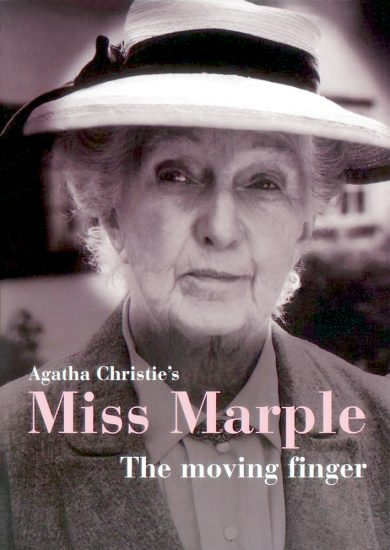 Agatha Christie's
Miss Marple
The moving finger